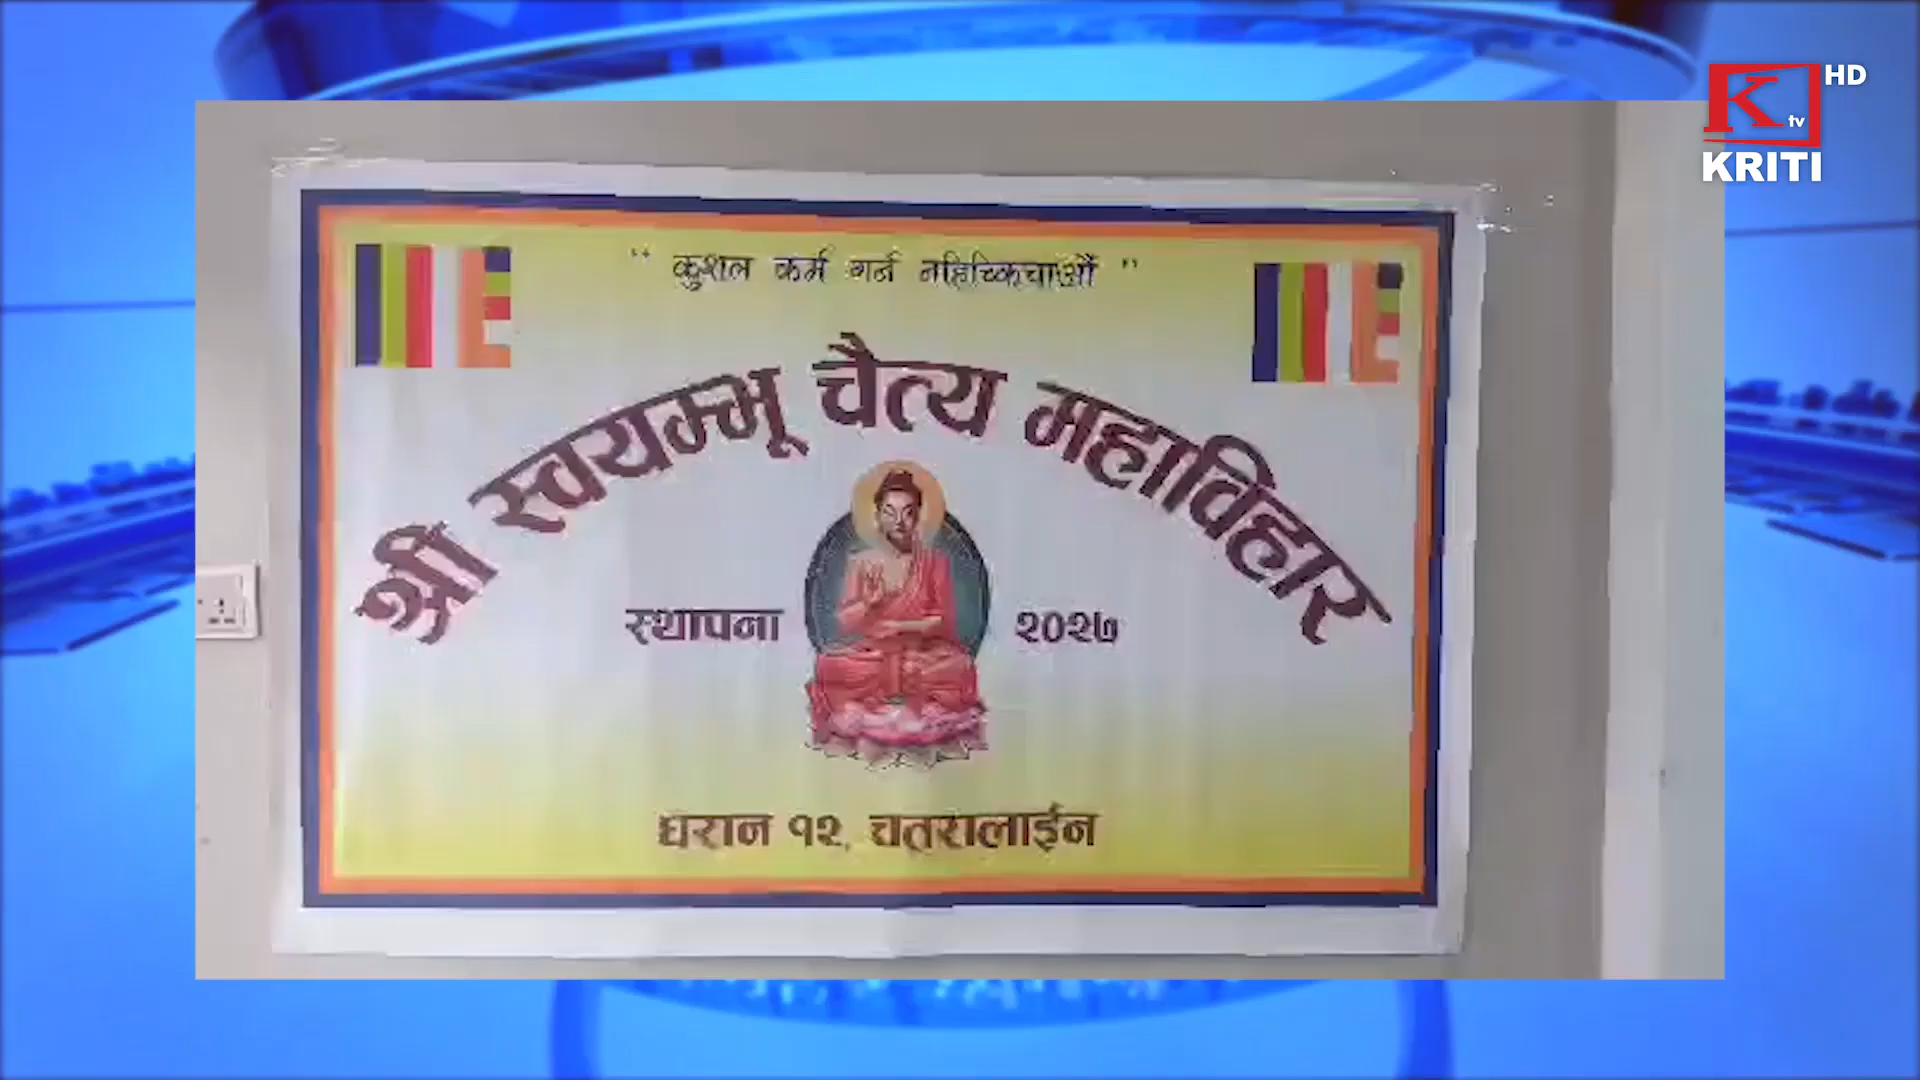 HD
K tv
KRITI
" कुशल कर्म गर्न नहिच्किचाऔं "
श्री स्वयम्भू चैत्य महाविहार
स्थापना २०२७
धरान १२, चतरालाईन